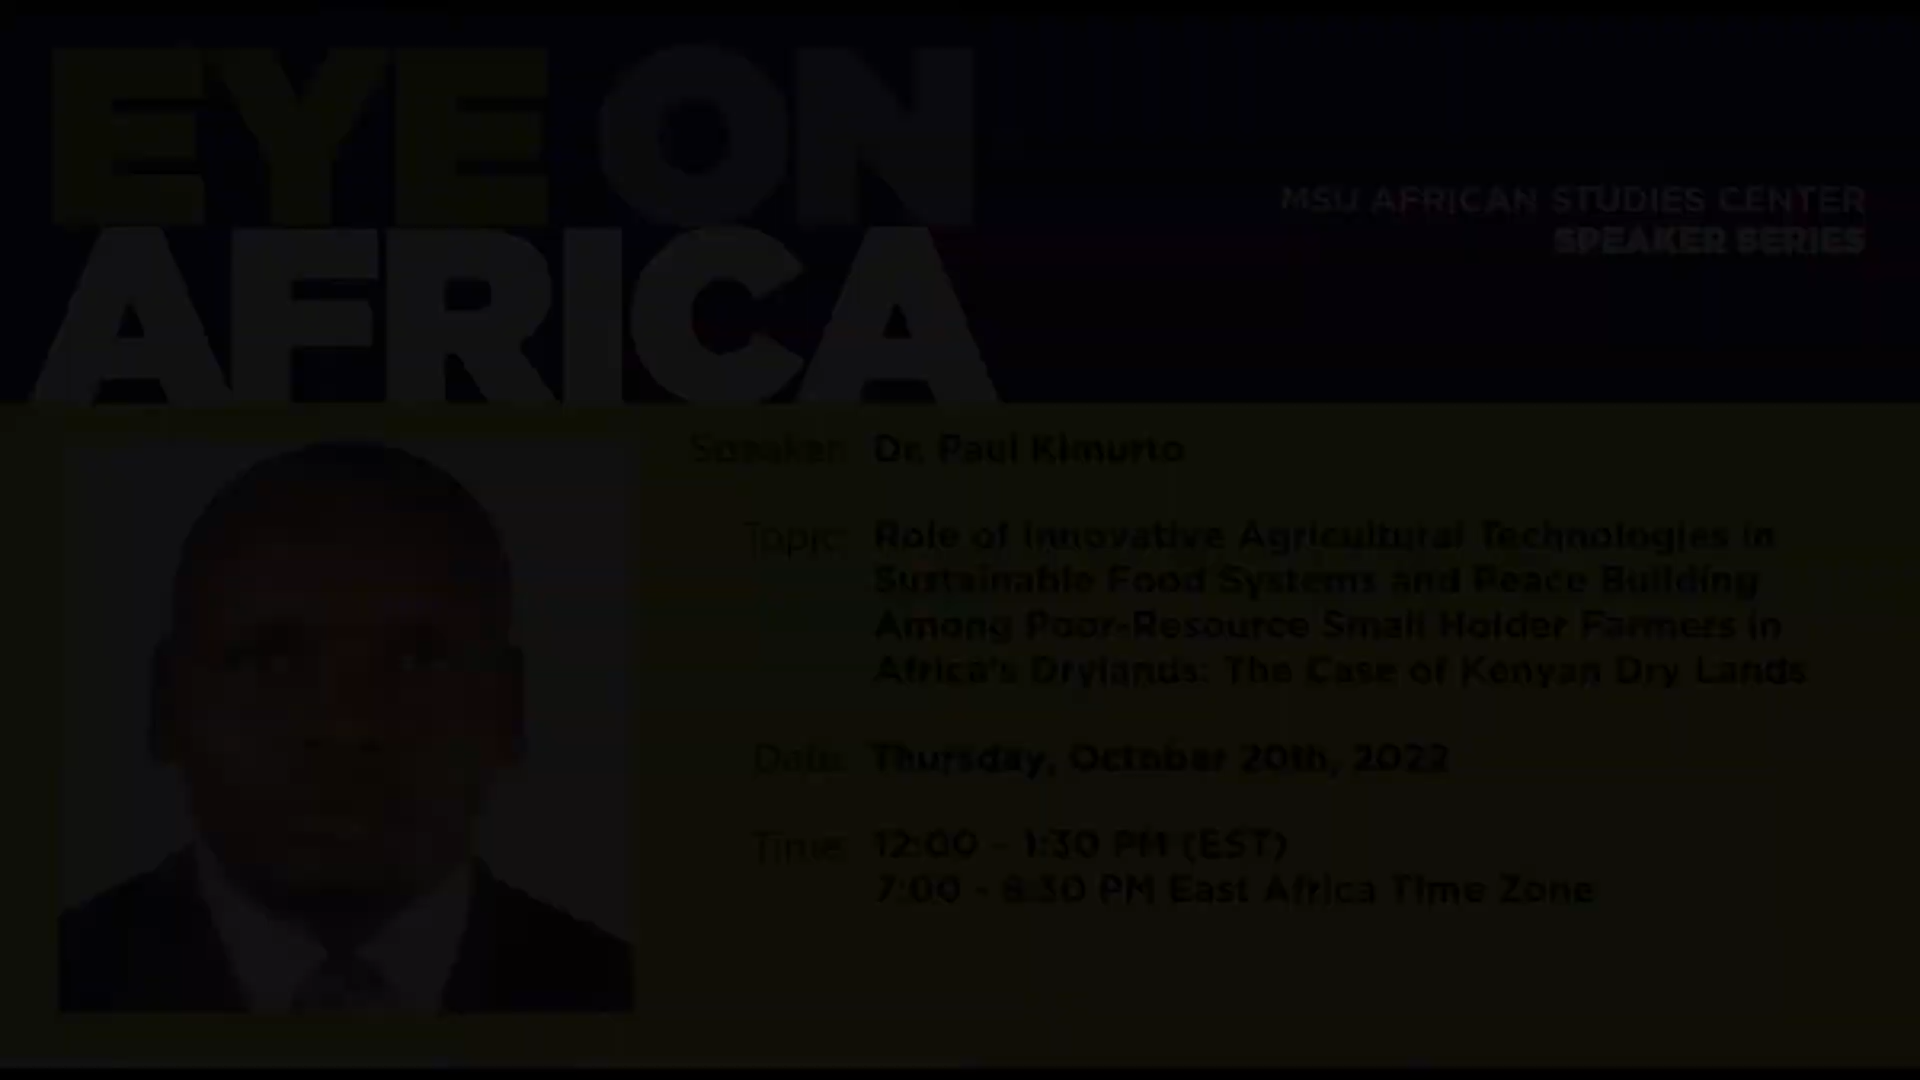 EYE ON
AFRICA
MSU AFRICAN STUDIES CENTER
SPEAKER SERIES
Speaker: Dr. Paul Kimurto
Topic: Role of Innovative Agricultural Technologies in
Sustainable Food Systems and Peace Building
Among Poor-Resource Small Holder Farmers in
Africa's Drylands: The Case of Kenyan Dry Lands
Date: Thursday, October 20th, 2022
Time: 12:00 - 1:30 PM (EST)
7:00 - 8:30 PM East Africa Time Zone